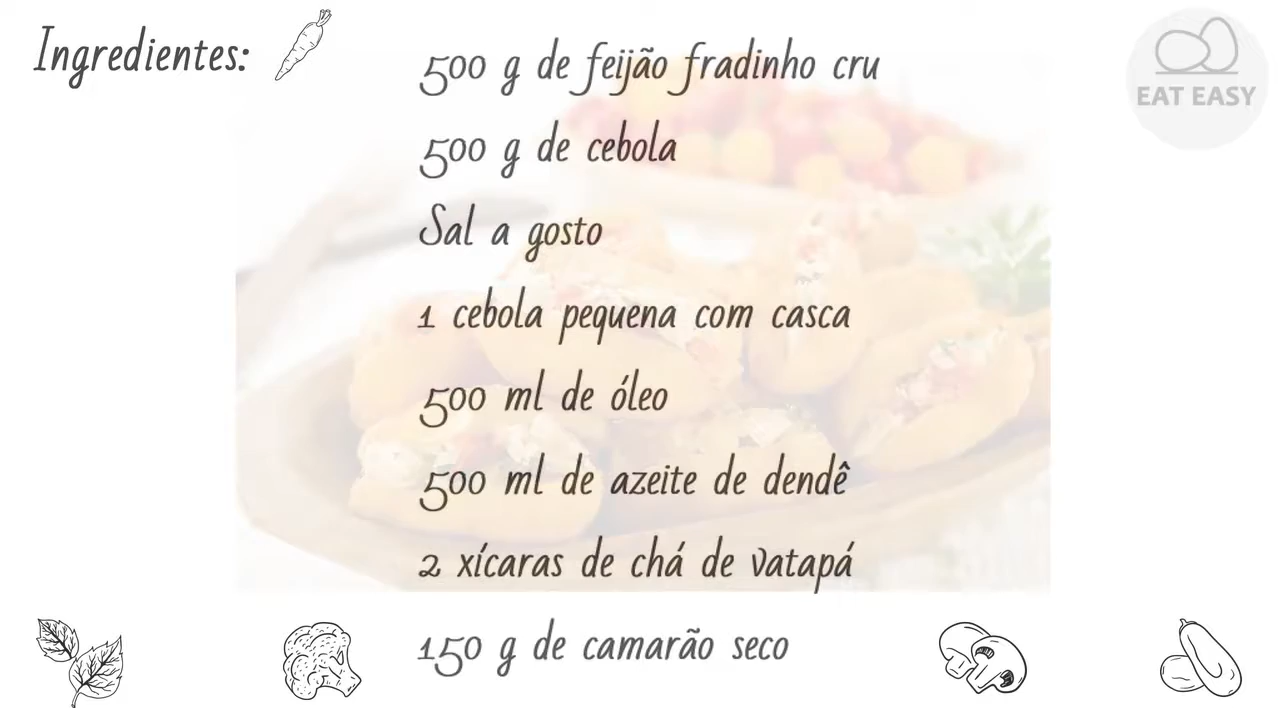 Ingredientes:
500 g de feijão fradinho cru
500 g de cebola
Sal a gosto
1 cebola pequena com casca
500 ml de óleo
500 ml de azeite de dendê
2 xícaras de chá de vatapá
150 g de camarão seco
EAT EASY